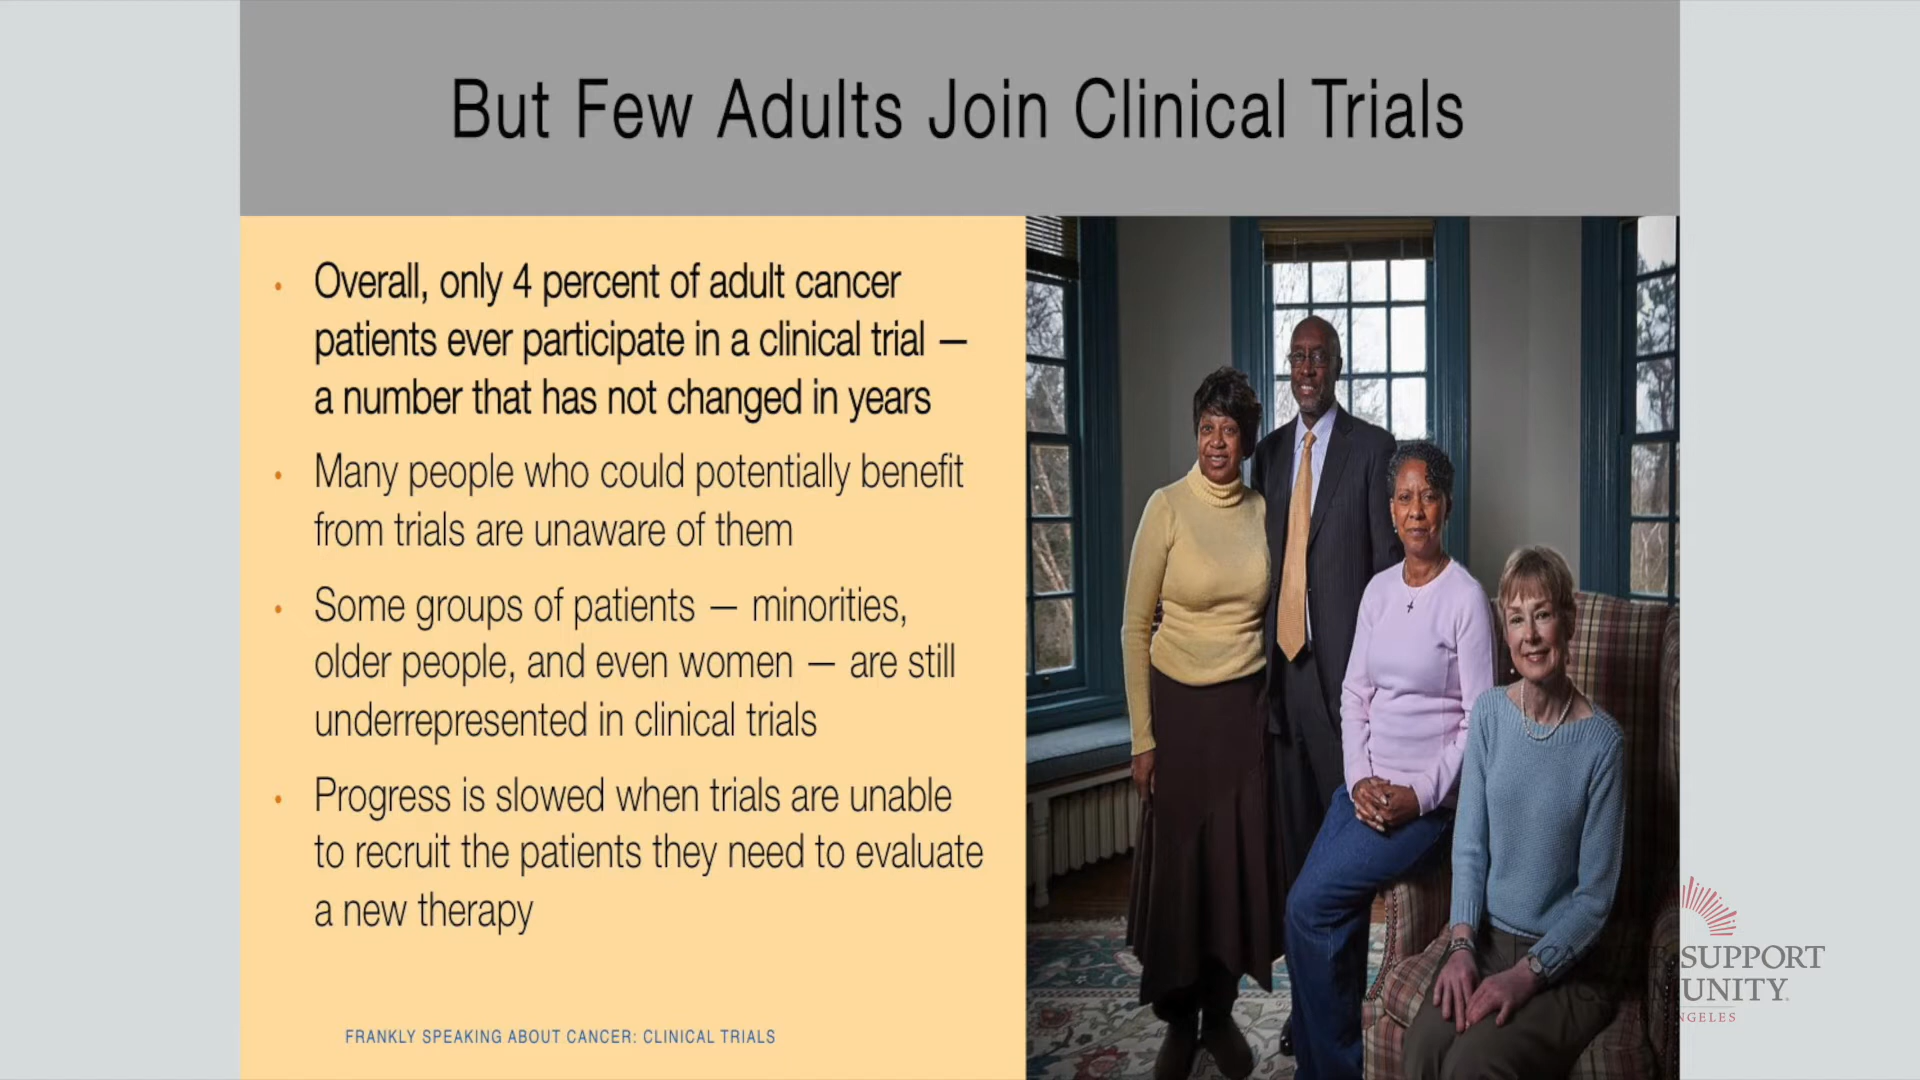 But Few Adults Join Clinical Trials
• Overall, only 4 percent of adult cancer
patients ever participate in a clinical trial —
a number that has not changed in years
• Many people who could potentially benefit
from trials are unaware of them
• Some groups of patients — minorities,
older people, and even women — are still
underrepresented in clinical trials
• Progress is slowed when trials are unable
to recruit the patients they need to evaluate
a new therapy
FRANKLY SPEAKING ABOUT CANCER: CLINICAL TRIALS
CANCER SUPPORT
COMMUNITY
LOS ANGELES